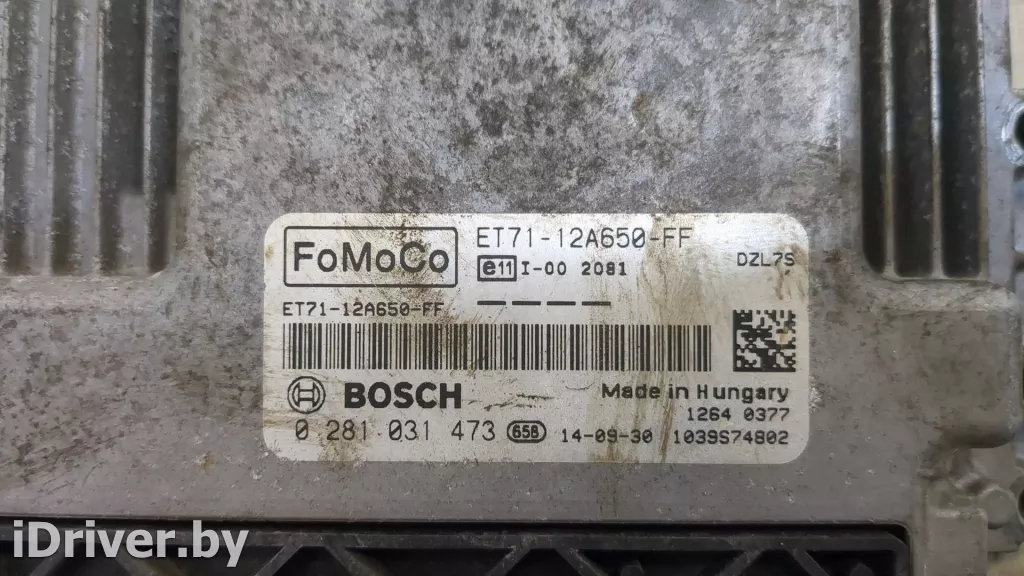 FoMoCo
ET71-12A650-FF
e11 I-00 2081
DZL7S
ET71-12A650-FF
BOSCH
Made in Hungary
1264 0377
0 281 031 473 658 14-09-30 1039S74802
iDriver.by